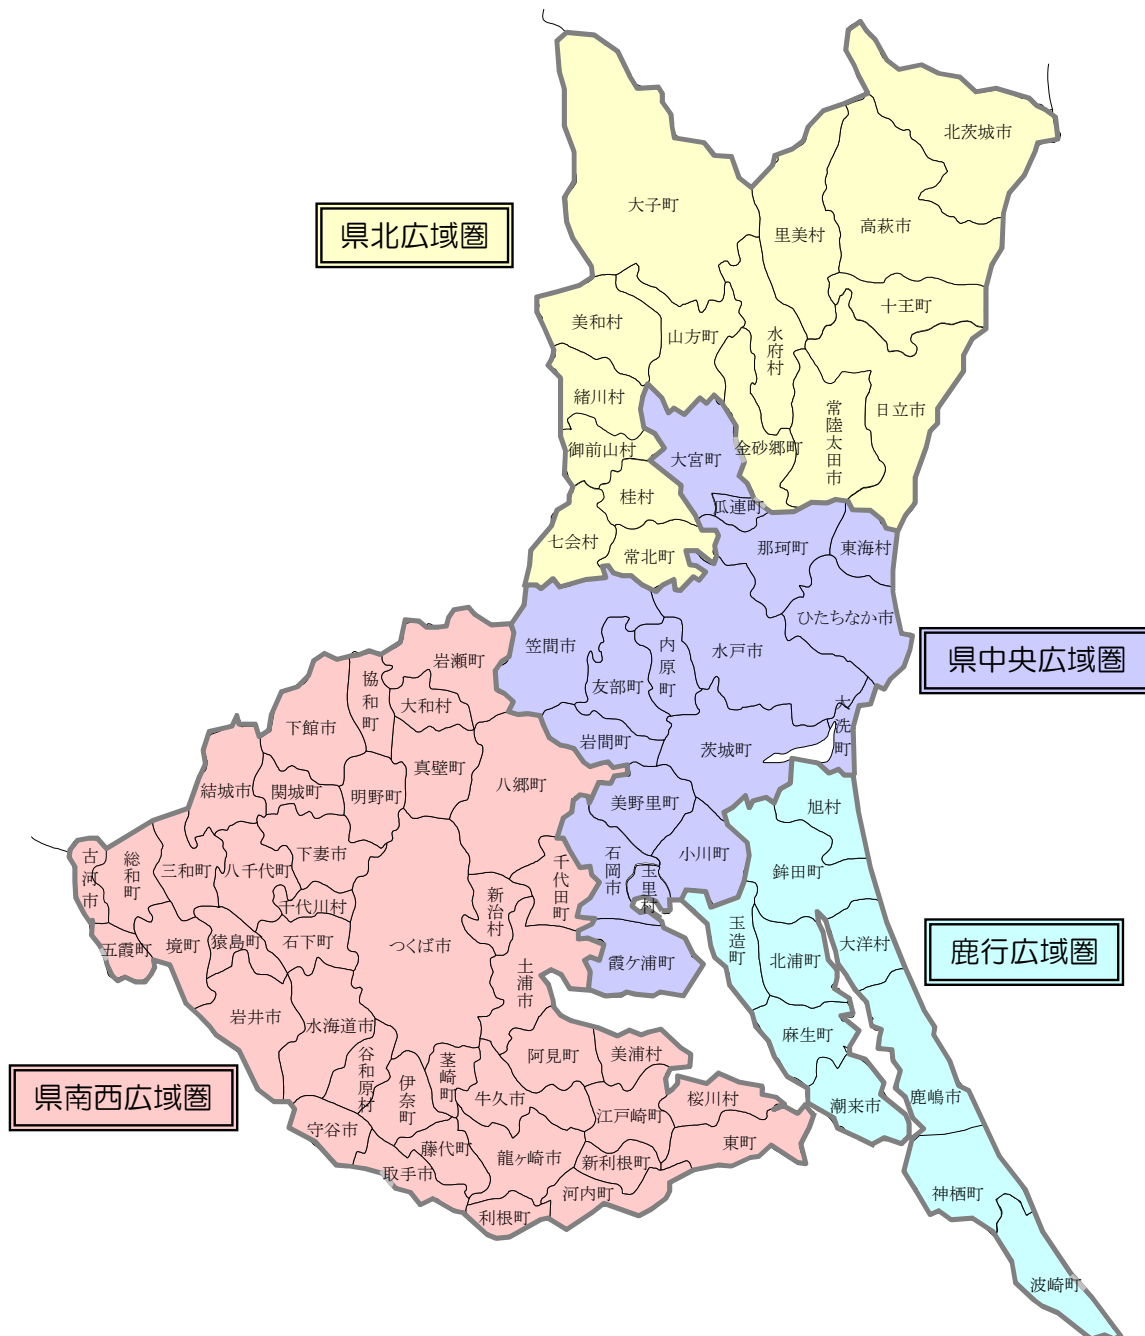 北茨城市
大子町
高萩市
里美村
県北広域圏
十王町
美和村
山方町
水府村
緒川村
日立市
常陸太田市
御前山村
大宮町
金砂郷町
桂村
瓜連町
七会村
常北町
那珂町
東海村
ひたちなか市
笠間市
内原町
水戸市
県中央広域圏
岩瀬町
協和町
大和村
友部町
大洗町
下館市
岩間町
茨城町
真壁町
八郷町
結城市
関城町
明野町
美野里町
旭村
下妻市
小川町
古河市
総和町
三和町
八千代町
千代田町
石岡市
玉里村
鉾田町
千代川村
新治村
玉造町
五霞町
境町
猿島町
石下町
つくば市
大洋村
県行広域圏
北浦町
霞ケ浦町
土浦市
岩井市
水海道市
麻生町
谷和原村
伊奈町
茎崎町
阿見町
美浦村
県南西広域圏
牛久市
江戸崎町
桜川村
潮来市
鹿嶋市
守谷市
藤代町
東町
取手市
龍ヶ崎市
新利根町
利根町
河内町
神栖町
波崎町